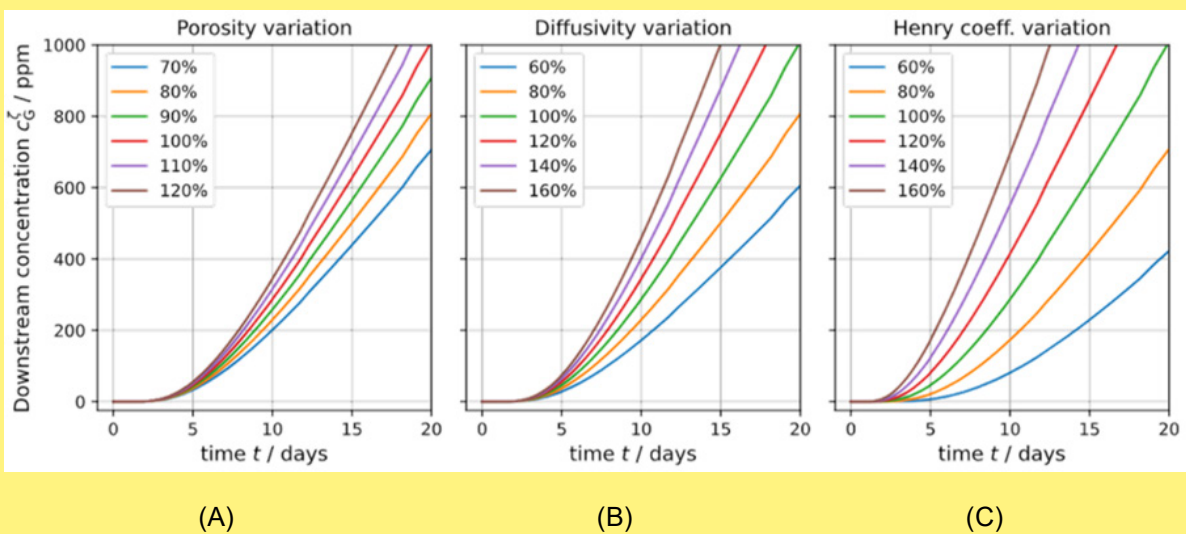 Porosity variation
Diffusivity variation
Henry coeff. variation
Downstream concentration c_G^ζ / ppm
1000
800
600
400
200
0
70%
80%
90%
100%
110%
120%
60%
80%
100%
120%
140%
160%
60%
80%
100%
120%
140%
160%
0 5 10 15 20
0 5 10 15 20
0 5 10 15 20
time t / days
time t / days
time t / days
(A)
(B)
(C)